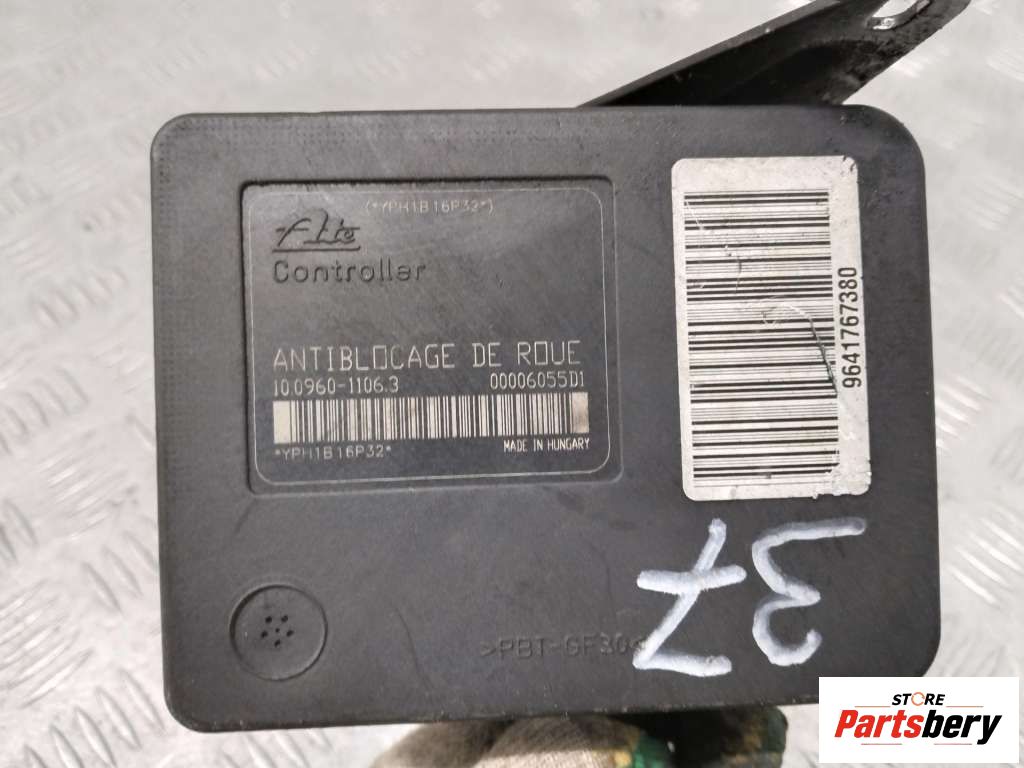 (*YPH1B16P32*)
Ate
Controller
ANTIBLOCAGE DE ROUE
10.0960-1106.3 00006055D1
*YPH1B16P32* MADE IN HUNGARY
9641767380
37
>PBT-GF30<
STORE
Partsbery